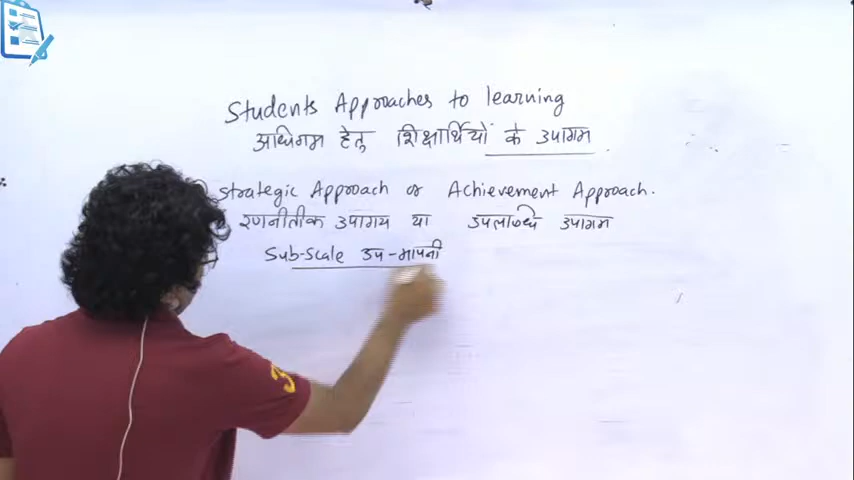 Students Approaches to learning
अधिगम हेतु शिक्षार्थियों के उपागम
Strategic Approach or Achievement Approach.
रणनीतीक उपागय या उपलब्धि उपागम
Sub-Scale उप-मापनी